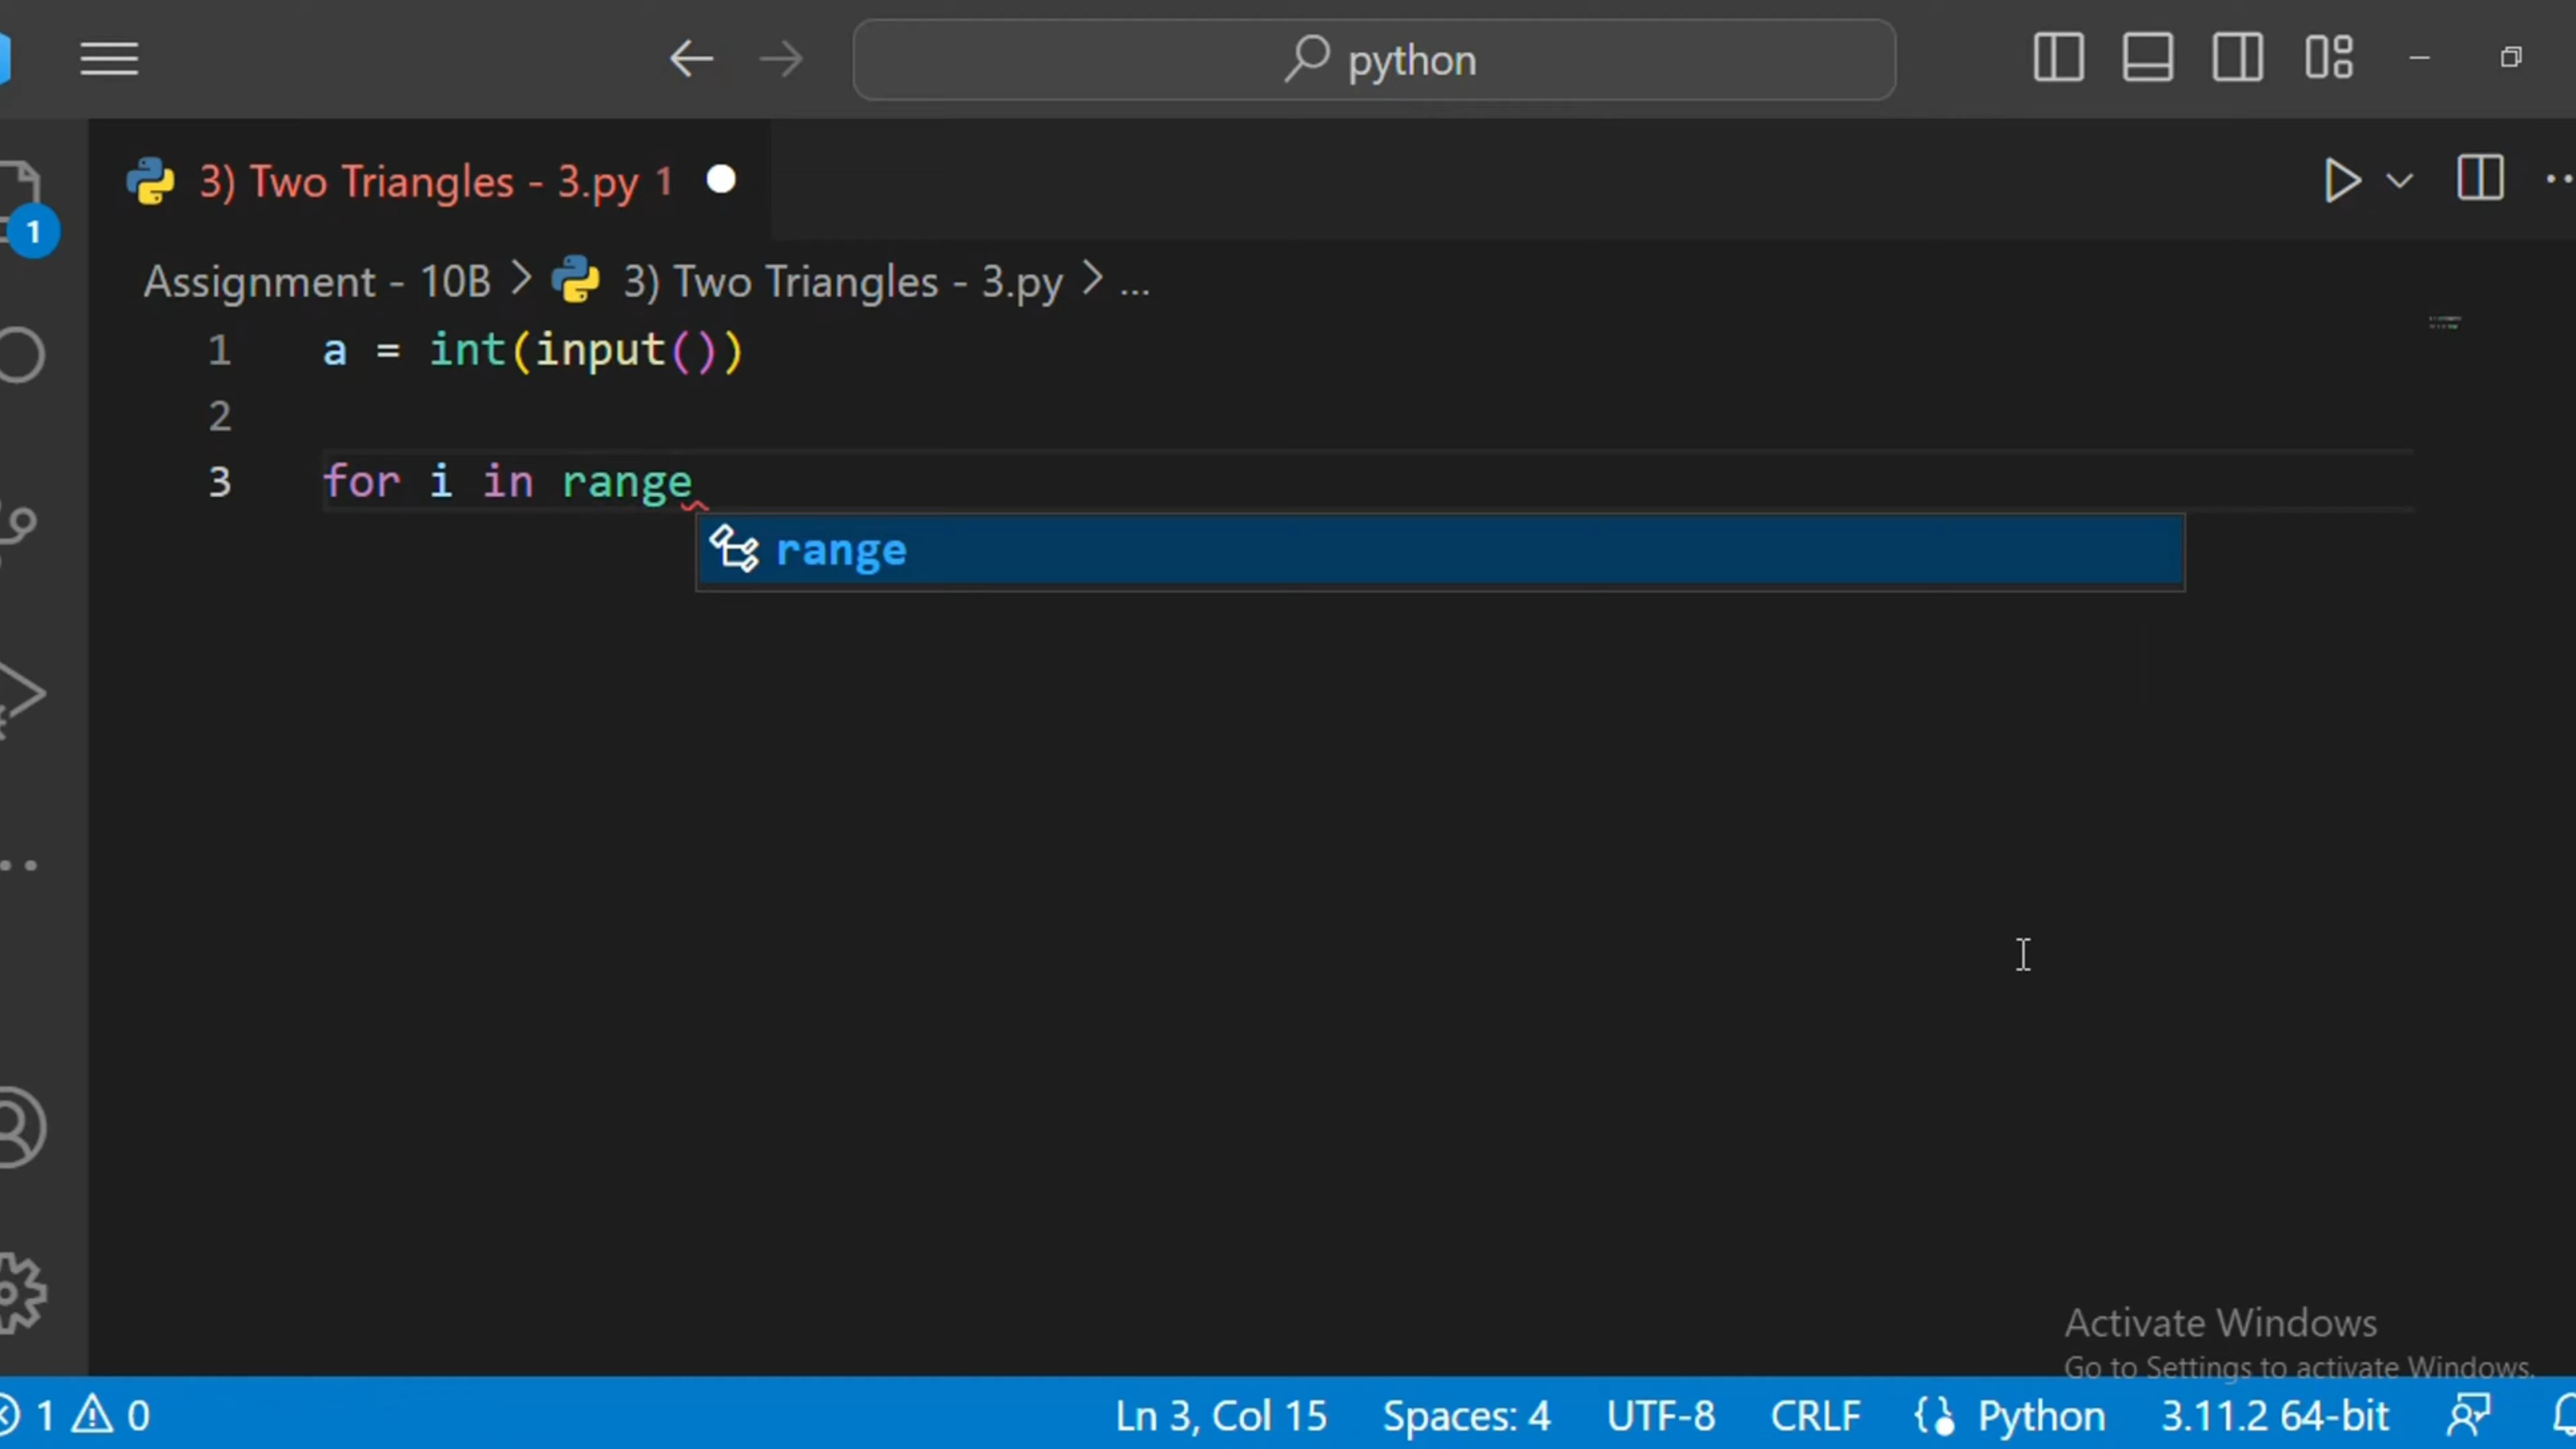 python
3) Two Triangles - 3.py 1
1
Assignment - 10B > 3) Two Triangles - 3.py > ...
1 a = int(input())
2
3 for i in range
range
Activate Windows
Go to Settings to activate Windows.
1 0 Ln 3, Col 15 Spaces: 4 UTF-8 CRLF Python 3.11.2 64-bit